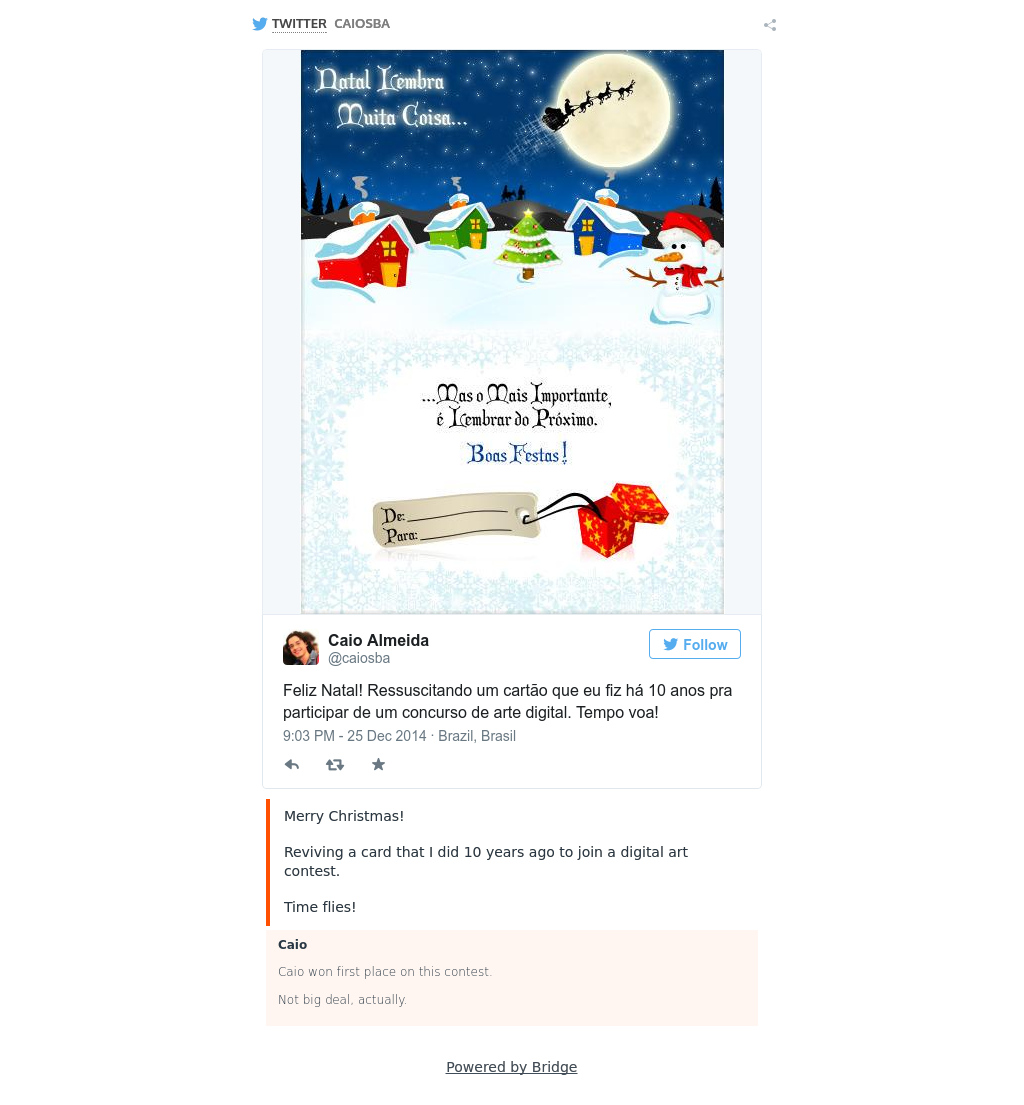 TWITTER CAIOSBA
Natal Lembra
Muita Coisa...
...Mas o Mais Importante,
é Lembrar do Próximo.
Boas Festas!
De:
Para:
Caio Almeida
@caiosba
Follow
Feliz Natal! Ressuscitando um cartão que eu fiz há 10 anos pra
participar de um concurso de arte digital. Tempo voa!
9:03 PM - 25 Dec 2014 · Brazil, Brasil
Merry Christmas!
Reviving a card that I did 10 years ago to join a digital art
contest.
Time flies!
Caio
Caio won first place on this contest.
Not big deal, actually.
Powered by Bridge